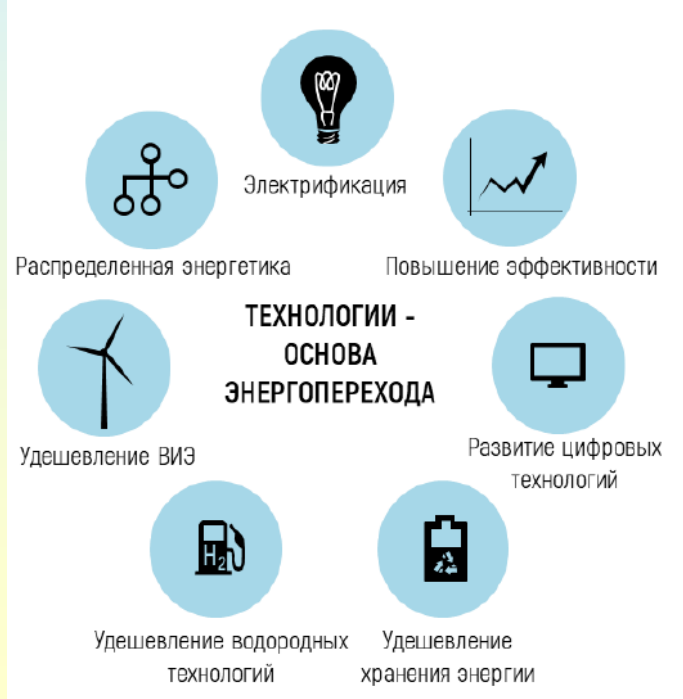 Электрификация
Распределенная энергетика
Повышение эффективности
ТЕХНОЛОГИИ -
ОСНОВА
ЭНЕРГОПЕРЕХОДА
Удешевление ВИЭ
Развитие цифровых
технологий
H2
Удешевление водородных
технологий
Удешевление
хранения энергии